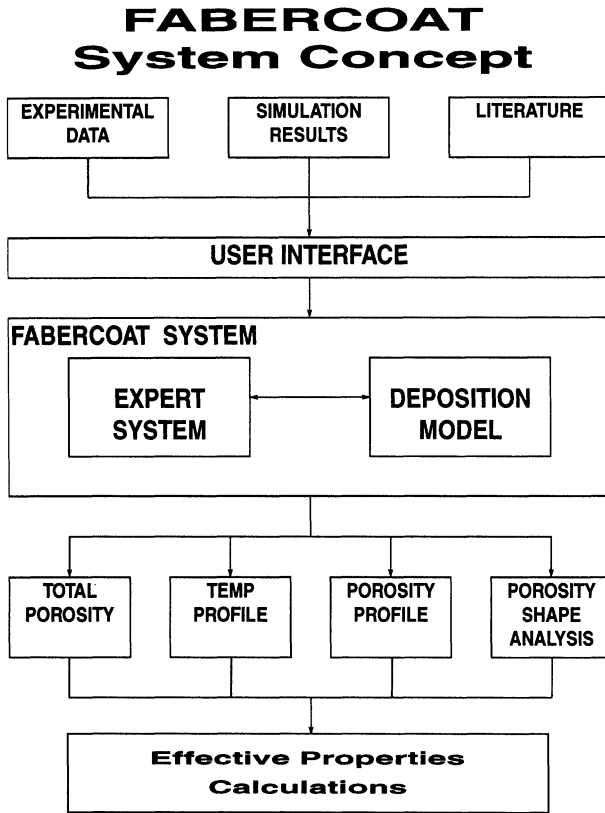 FABERCOAT
System Concept
EXPERIMENTAL
DATA
SIMULATION
RESULTS
LITERATURE
USER INTERFACE
FABERCOAT SYSTEM
EXPERT
SYSTEM
DEPOSITION
MODEL
TOTAL
POROSITY
TEMP
PROFILE
POROSITY
PROFILE
POROSITY
SHAPE
ANALYSIS
Effective Properties
Calculations